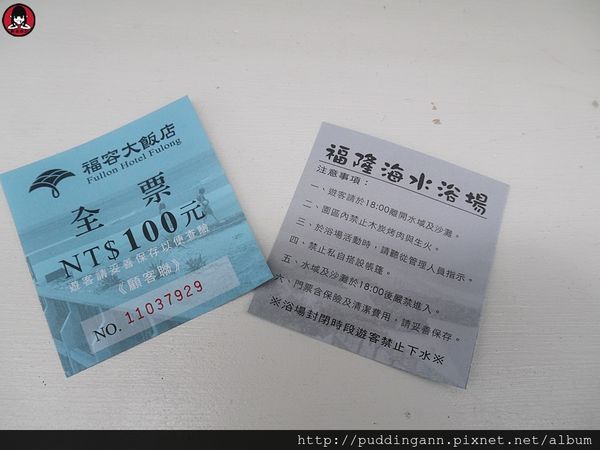 福容大飯店
Fullon Hotel Fulong
全票
NT$100元
遊客請妥善保存以便查驗
《顧客聯》
NO. 11037929
福隆海水浴場
注意事項：
一、遊客請於18:00離開水域及沙灘。
二、園區內禁止木炭烤肉與生火。
三、於浴場活動時，請聽從管理人員指示。
四、禁止私自搭設帳篷。
五、水域及沙灘於18:00後嚴禁進入。
六、門票含保險及清潔費用，請妥善保存。
※浴場封閉時段遊客禁止下水※
http://puddingann.pixnet.net/album